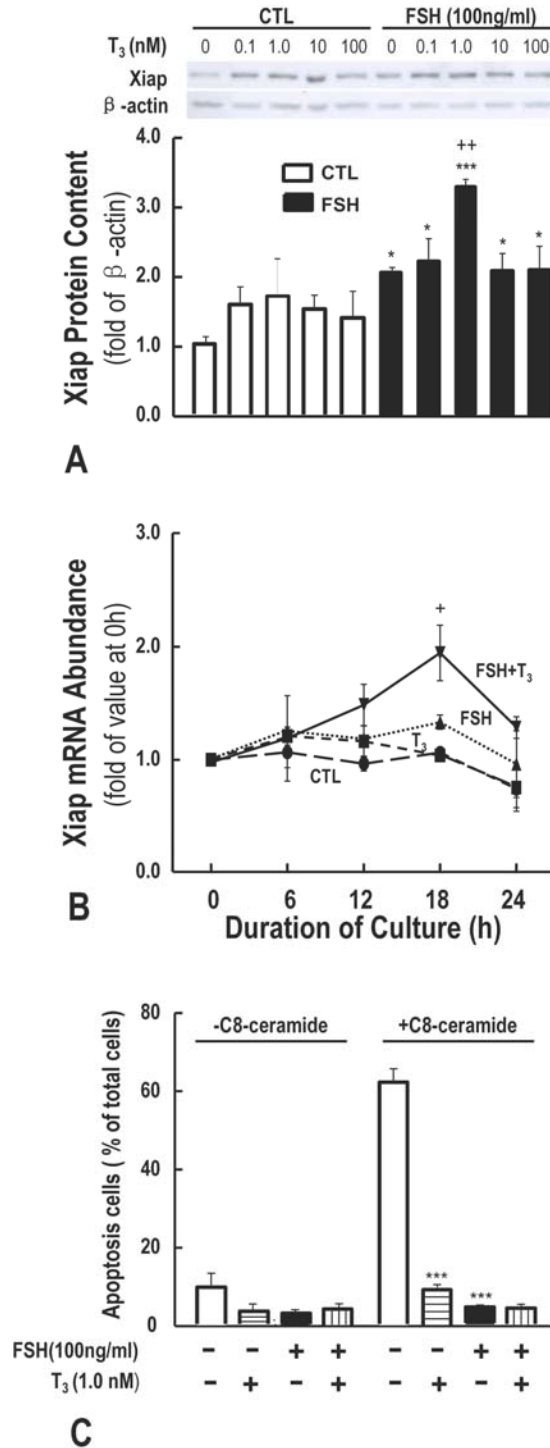 CTL FSH (100ng/ml)
T3 (nM) 0 0.1 1.0 10 100 0 0.1 1.0 10 100
Xiap
β -actin
4.0
3.0
2.0
1.0
0.0
Xiap Protein Content
(fold of β -actin)
CTL
FSH
* * ++ *** * *
A
3.0
2.0
1.0
0.0
Xiap mRNA Abundance
(fold of value at 0h)
+
FSH+T3
FSH
T3
CTL
0 6 12 18 24
Duration of Culture (h)
B
80
60
40
20
0
Apoptosis cells ( % of total cells)
-C8-ceramide +C8-ceramide
*** ***
FSH(100ng/ml) - - + + - - + +
T3 (1.0 nM) - + - + - + - +
C